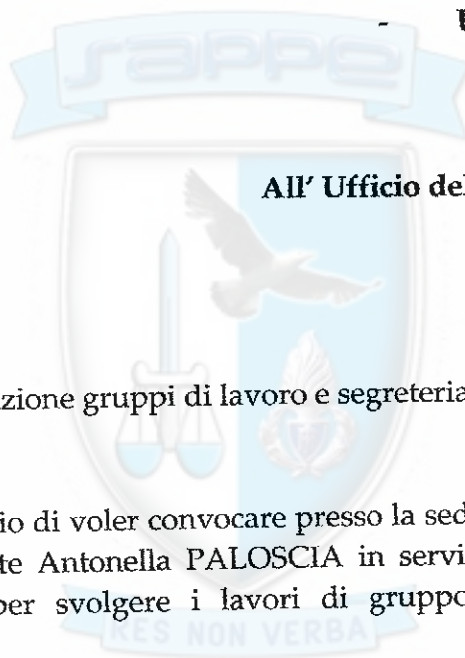 -
sappe
All' Ufficio del
zione gruppi di lavoro e segreteria
io di voler convocare presso la sed
te Antonella PALOSCIA in servi
per svolgere i lavori di gruppo
RES NON VERBA